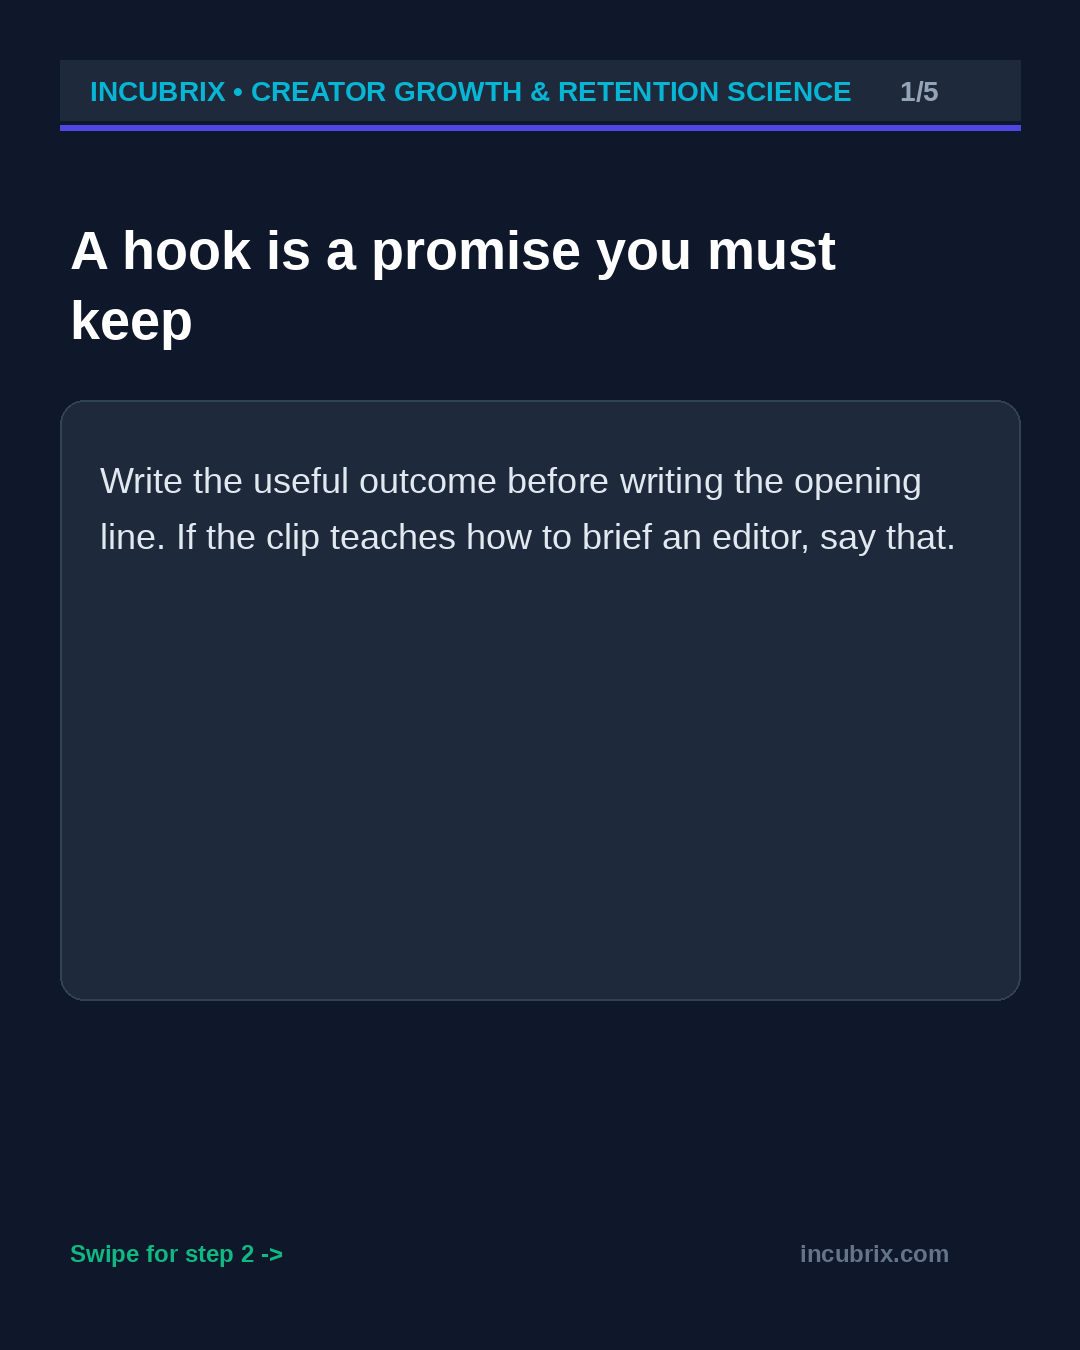 INCUBRIX • CREATOR GROWTH & RETENTION SCIENCE 1/5
A hook is a promise you must
keep
Write the useful outcome before writing the opening
line. If the clip teaches how to brief an editor, say that.
Swipe for step 2 -> incubrix.com